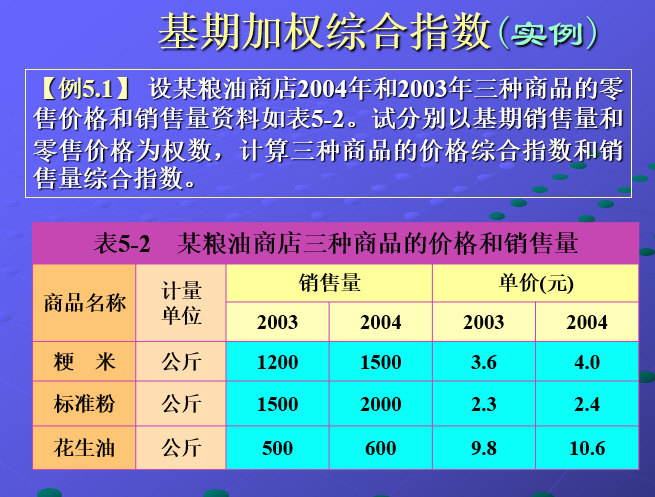 基期加权综合指数(实例)
【例5.1】 设某粮油商店2004年和2003年三种商品的零
售价格和销售量资料如表5-2。试分别以基期销售量和
零售价格为权数，计算三种商品的价格综合指数和销
售量综合指数。
表5-2 某粮油商店三种商品的价格和销售量
商品名称 计量单位 销售量 单价(元)
2003 2004 2003 2004
粳 米 公斤 1200 1500 3.6 4.0
标准粉 公斤 1500 2000 2.3 2.4
花生油 公斤 500 600 9.8 10.6